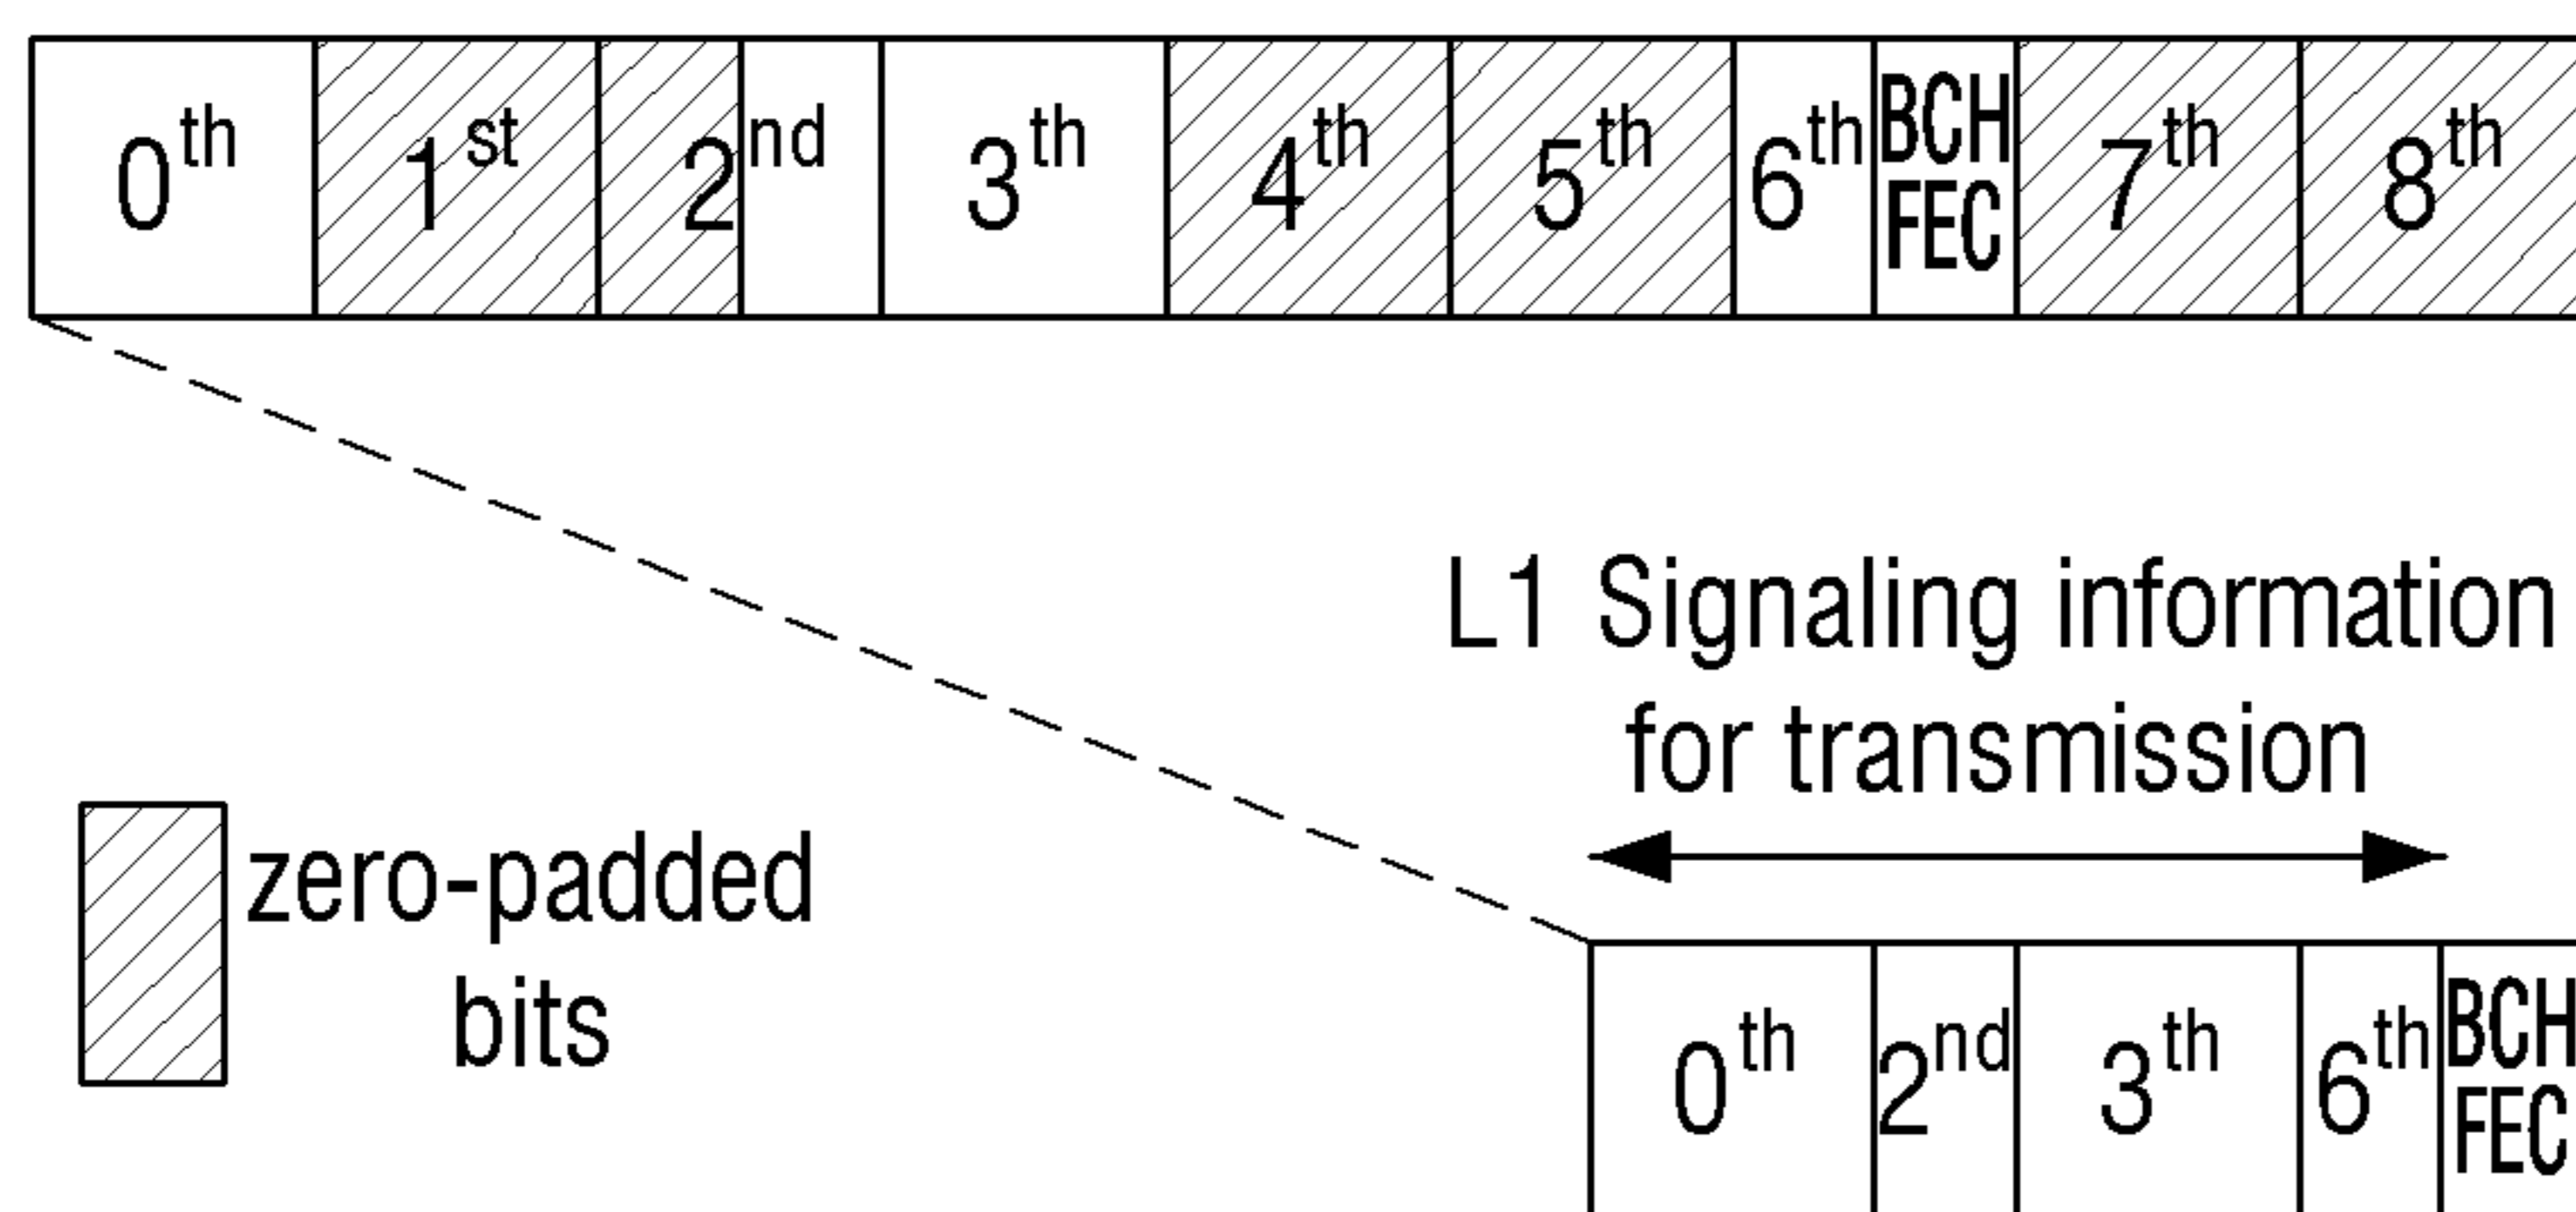 0th 1st 2nd 3th 4th 5th 6th BCH FEC 7th 8th
L1 Signaling information
for transmission
zero-padded
bits
0th 2nd 3th 6th BCH FEC